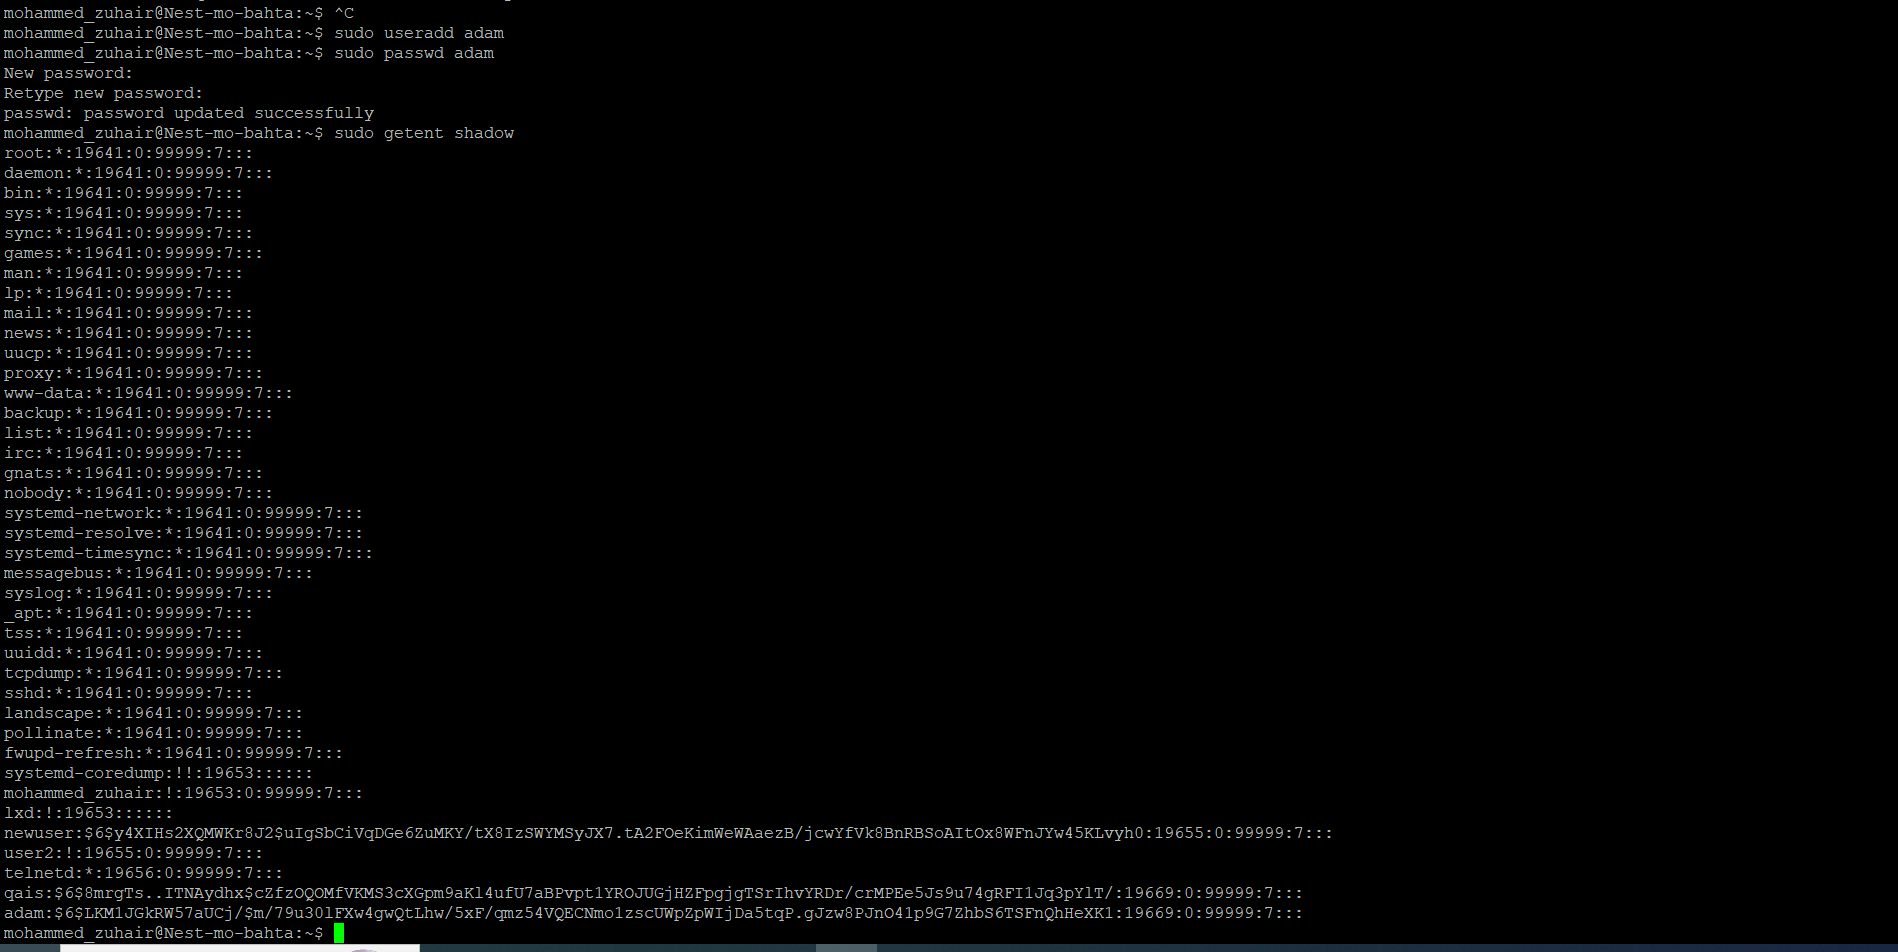 mohammed_zuhair@Nest-mo-bahta:~$ ^C
mohammed_zuhair@Nest-mo-bahta:~$ sudo useradd adam
mohammed_zuhair@Nest-mo-bahta:~$ sudo passwd adam
New password:
Retype new password:
passwd: password updated successfully
mohammed_zuhair@Nest-mo-bahta:~$ sudo getent shadow
root:*:19641:0:99999:7:::
daemon:*:19641:0:99999:7:::
bin:*:19641:0:99999:7:::
sys:*:19641:0:99999:7:::
sync:*:19641:0:99999:7:::
games:*:19641:0:99999:7:::
man:*:19641:0:99999:7:::
lp:*:19641:0:99999:7:::
mail:*:19641:0:99999:7:::
news:*:19641:0:99999:7:::
uucp:*:19641:0:99999:7:::
proxy:*:19641:0:99999:7:::
www-data:*:19641:0:99999:7:::
backup:*:19641:0:99999:7:::
list:*:19641:0:99999:7:::
irc:*:19641:0:99999:7:::
gnats:*:19641:0:99999:7:::
nobody:*:19641:0:99999:7:::
systemd-network:*:19641:0:99999:7:::
systemd-resolve:*:19641:0:99999:7:::
systemd-timesync:*:19641:0:99999:7:::
messagebus:*:19641:0:99999:7:::
syslog:*:19641:0:99999:7:::
_apt:*:19641:0:99999:7:::
tss:*:19641:0:99999:7:::
uuidd:*:19641:0:99999:7:::
tcpdump:*:19641:0:99999:7:::
sshd:*:19641:0:99999:7:::
landscape:*:19641:0:99999:7:::
pollinate:*:19641:0:99999:7:::
fwupd-refresh:*:19641:0:99999:7:::
systemd-coredump:!!:19653::::::
mohammed_zuhair:!:19653:0:99999:7:::
lxd:!:19653::::::
newuser:$6$y4XIHs2XQMWKr8J2$uIgSbCiVqDGe6ZuMKY/tX8IzSWYMSyJX7.tA2FOeKimWeWAaezB/jcwYfVk8BnRBSoAItOx8WFnJYw45KLvyh0:19655:0:99999:7:::
user2:!:19655:0:99999:7:::
telnetd:*:19656:0:99999:7:::
qais:$6$8mrgTs..ITNAydhx$cZfzOQOMfVKMS3cXGpm9aKl4ufU7aBPvpt1YROJUGjHZFpgjgTSrIhvYRDr/crMPEe5Js9u74gRFI1Jq3pYlT/:19669:0:99999:7:::
adam:$6$LKM1JGkRW57aUCj/$m/79u30lFXw4gwQtLhw/5xF/qmz54VQECNmo1zscUWpZpWIjDa5tqP.gJzw8PJnO41p9G7ZhbS6TSFnQhHeXK1:19669:0:99999:7:::
mohammed_zuhair@Nest-mo-bahta:~$